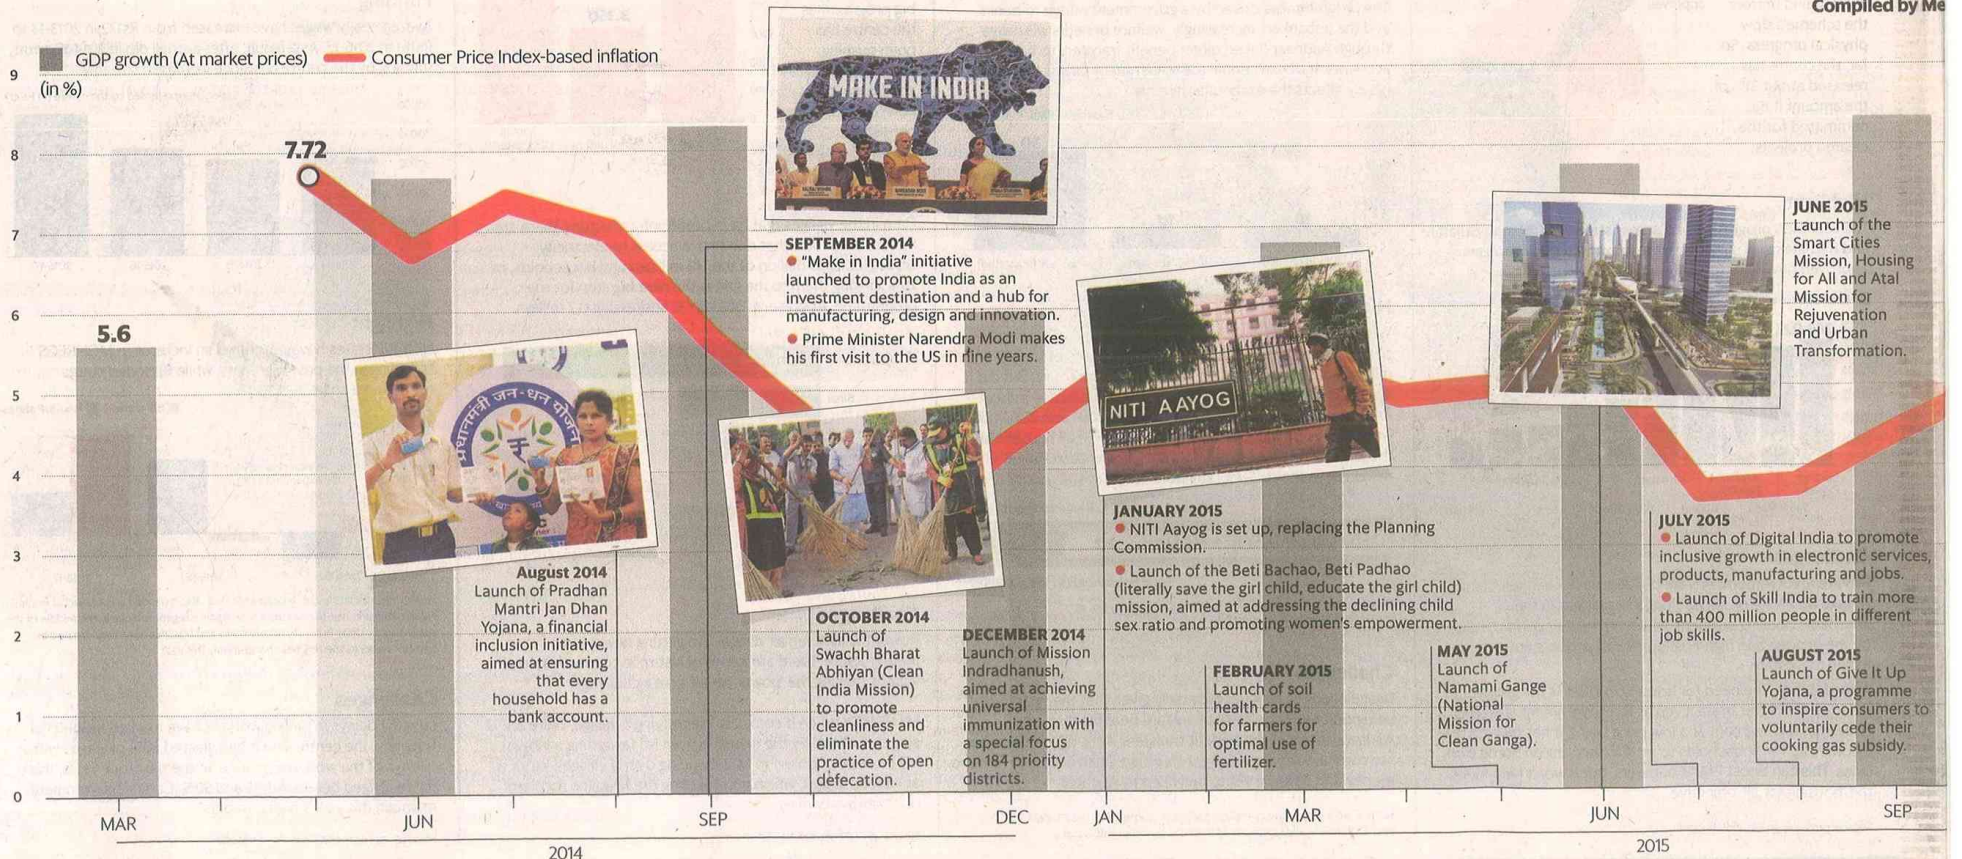 Compiled by Me
GDP growth (At market prices)
Consumer Price Index-based inflation
(in %)
9
8
7
6
5
4
3
2
1
0
5.6
7.72
MAKE IN INDIA
SEPTEMBER 2014
• “Make in India” initiative
launched to promote India as an
investment destination and a hub for
manufacturing, design and innovation.
• Prime Minister Narendra Modi makes
his first visit to the US in nine years.
प्रधानमंत्री जन-धन योजना
August 2014
Launch of Pradhan
Mantri Jan Dhan
Yojana, a financial
inclusion initiative,
aimed at ensuring
that every
household has a
bank account.
OCTOBER 2014
Launch of
Swachh Bharat
Abhiyan (Clean
India Mission)
to promote
cleanliness and
eliminate the
practice of open
defecation.
DECEMBER 2014
Launch of Mission
Indradhanush,
aimed at achieving
universal
immunization with
a special focus
on 184 priority
districts.
NITI AAYOG
JANUARY 2015
• NITI Aayog is set up, replacing the Planning
Commission.
• Launch of the Beti Bachao, Beti Padhao
(literally save the girl child, educate the girl child)
mission, aimed at addressing the declining child
sex ratio and promoting women's empowerment.
FEBRUARY 2015
Launch of soil
health cards
for farmers for
optimal use of
fertilizer.
MAY 2015
Launch of
Namami Gange
(National
Mission for
Clean Ganga).
JUNE 2015
Launch of the
Smart Cities
Mission, Housing
for All and Atal
Mission for
Rejuvenation
and Urban
Transformation.
JULY 2015
• Launch of Digital India to promote
inclusive growth in electronic services,
products, manufacturing and jobs.
• Launch of Skill India to train more
than 400 million people in different
job skills.
AUGUST 2015
Launch of Give It Up
Yojana, a programme
to inspire consumers to
voluntarily cede their
cooking gas subsidy.
MAR JUN SEP DEC JAN MAR JUN SEP
2014 2015